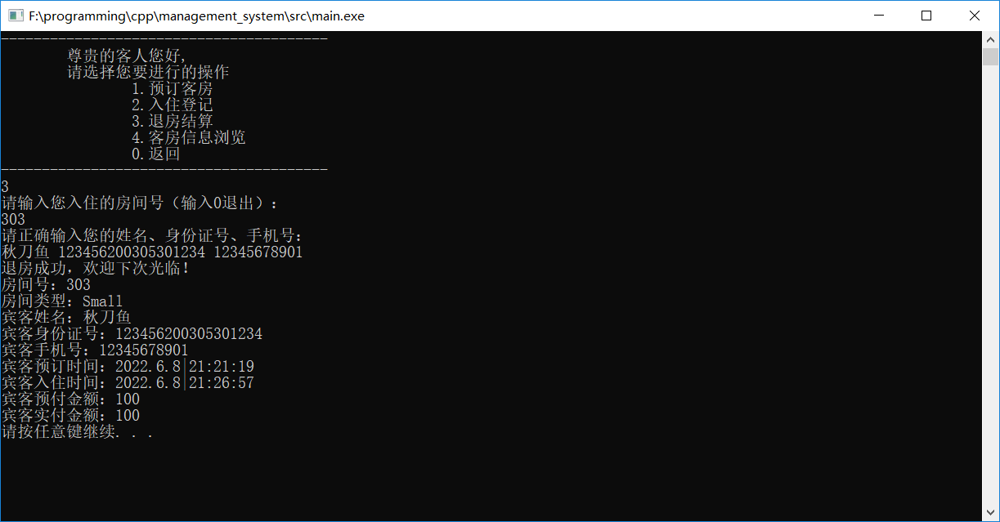 F:\programming\cpp\management_system\src\main.exe
----------------------------------------
尊贵的客人您好,
请选择您要进行的操作
1.预订客房
2.入住登记
3.退房结算
4.客房信息浏览
0.返回
----------------------------------------
3
请输入您入住的房间号（输入0退出）：
303
请正确输入您的姓名、身份证号、手机号：
秋刀鱼 123456200305301234 12345678901
退房成功，欢迎下次光临！
房间号：303
房间类型：Small
宾客姓名：秋刀鱼
宾客身份证号：123456200305301234
宾客手机号：12345678901
宾客预订时间：2022.6.8|21:21:19
宾客入住时间：2022.6.8|21:26:57
宾客预付金额：100
宾客实付金额：100
请按任意键继续. . .